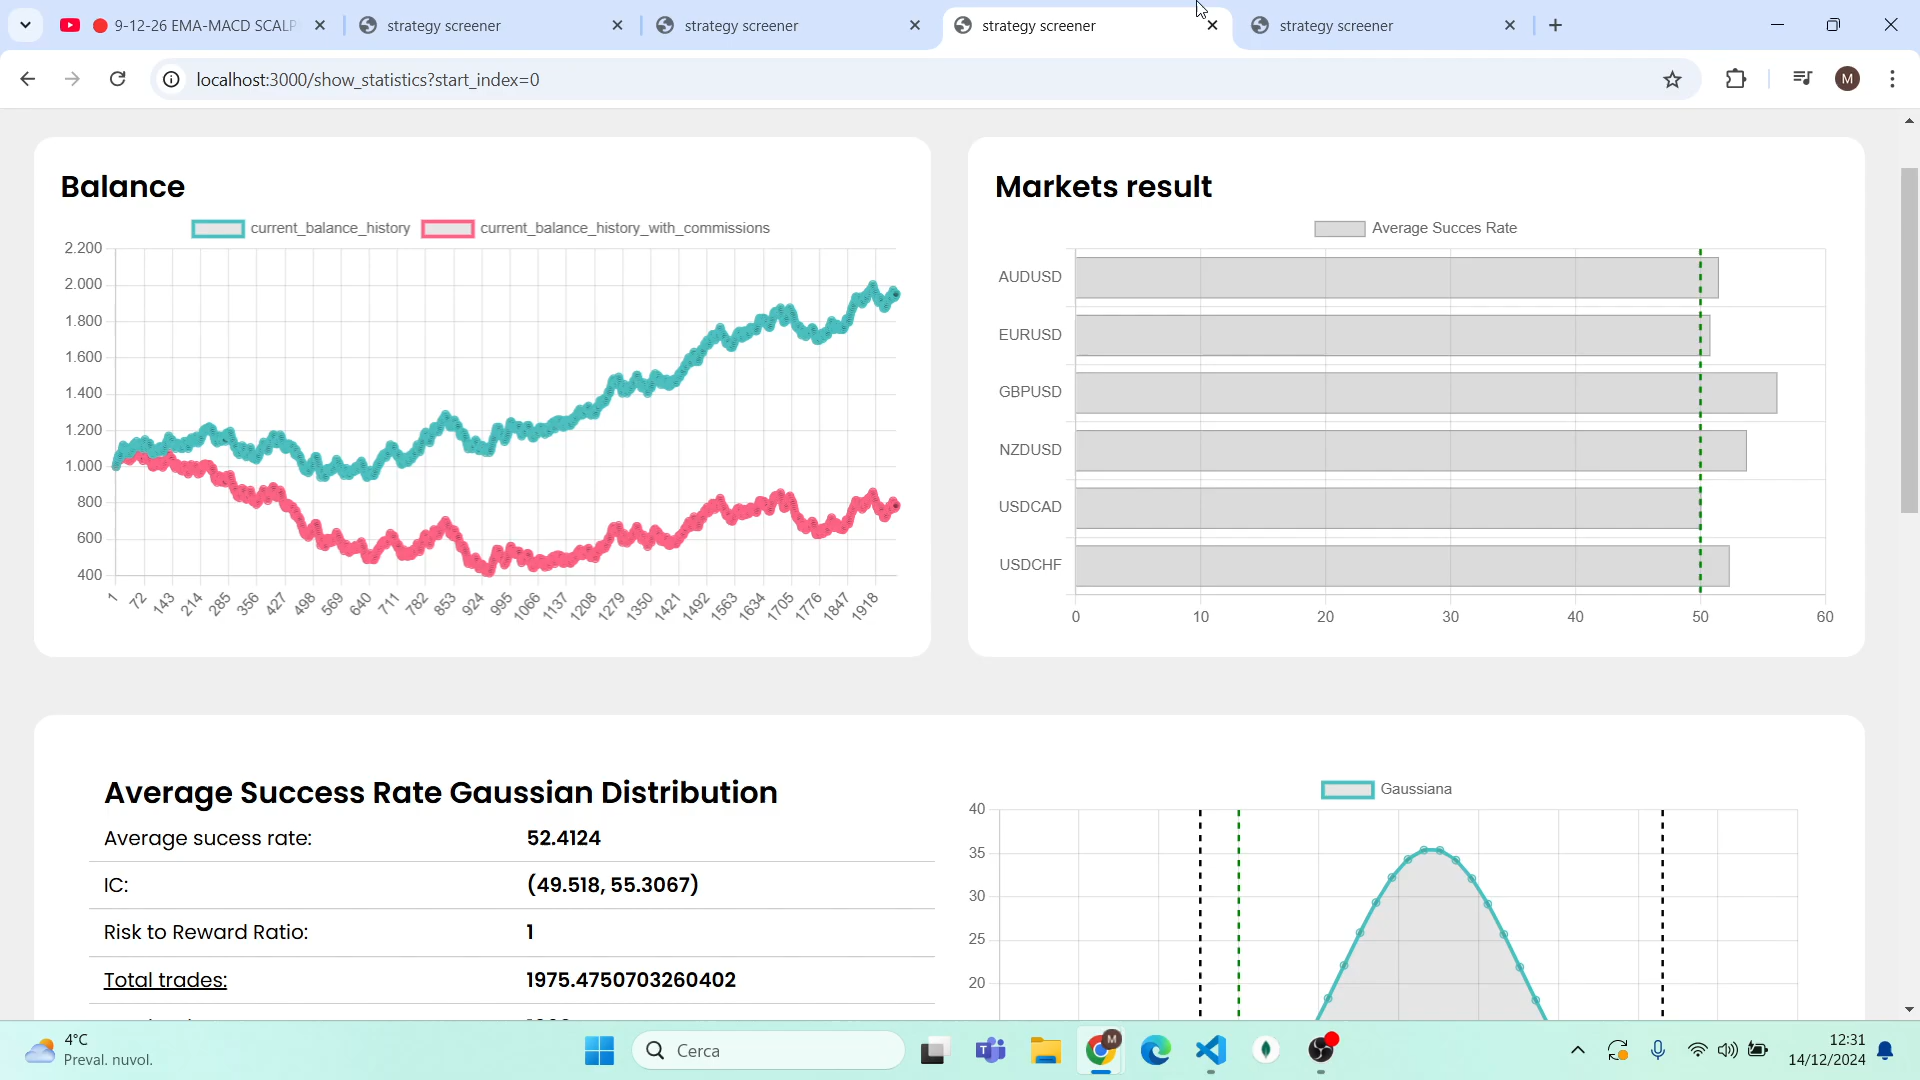 9-12-26 EMA-MACD SCALP
strategy screener
strategy screener
strategy screener
strategy screener
localhost:3000/show_statistics?start_index=0
M
Balance
current_balance_history
current_balance_history_with_commissions
2.200
2.000
1.800
1.600
1.400
1.200
1.000
800
600
400
1
72
143
214
285
356
427
498
569
640
711
782
853
924
995
1066
1137
1208
1279
1350
1421
1492
1563
1634
1705
1776
1847
1918
Markets result
Average Succes Rate
AUDUSD
EURUSD
GBPUSD
NZDUSD
USDCAD
USDCHF
0
10
20
30
40
50
60
Average Success Rate Gaussian Distribution
Average sucess rate: 52.4124
IC: (49.518, 55.3067)
Risk to Reward Ratio: 1
Total trades: 1975.4750703260402
Gaussiana
40
35
30
25
20
4°C
Preval. nuvol.
Cerca
M
12:31
14/12/2024